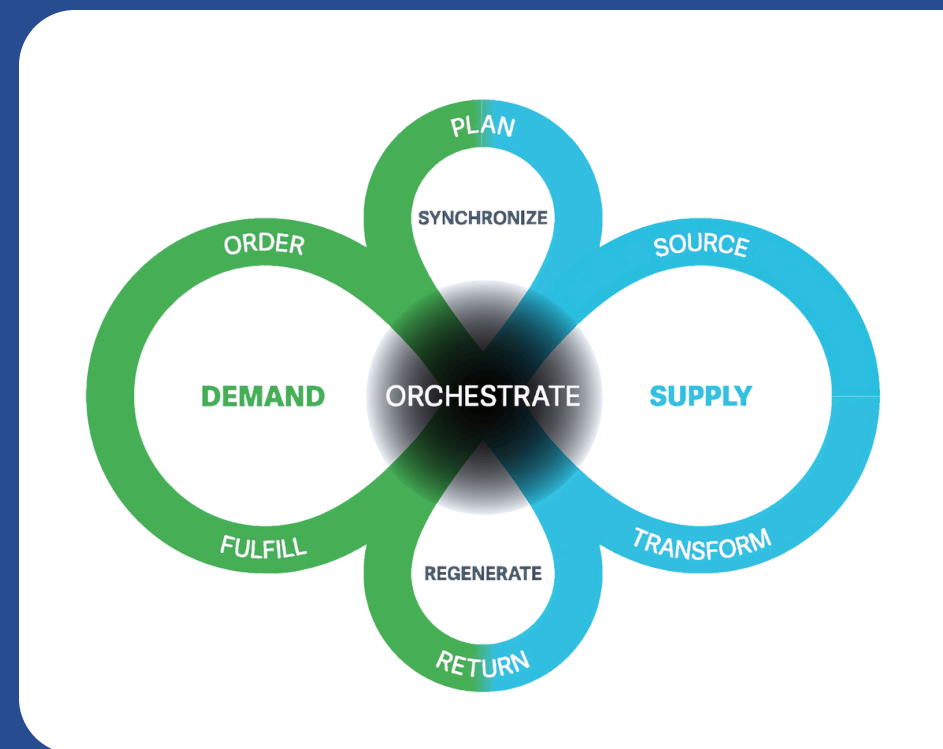 PLAN
SYNCHRONIZE
ORDER
SOURCE
DEMAND
ORCHESTRATE
SUPPLY
FULFILL
TRANSFORM
REGENERATE
RETURN